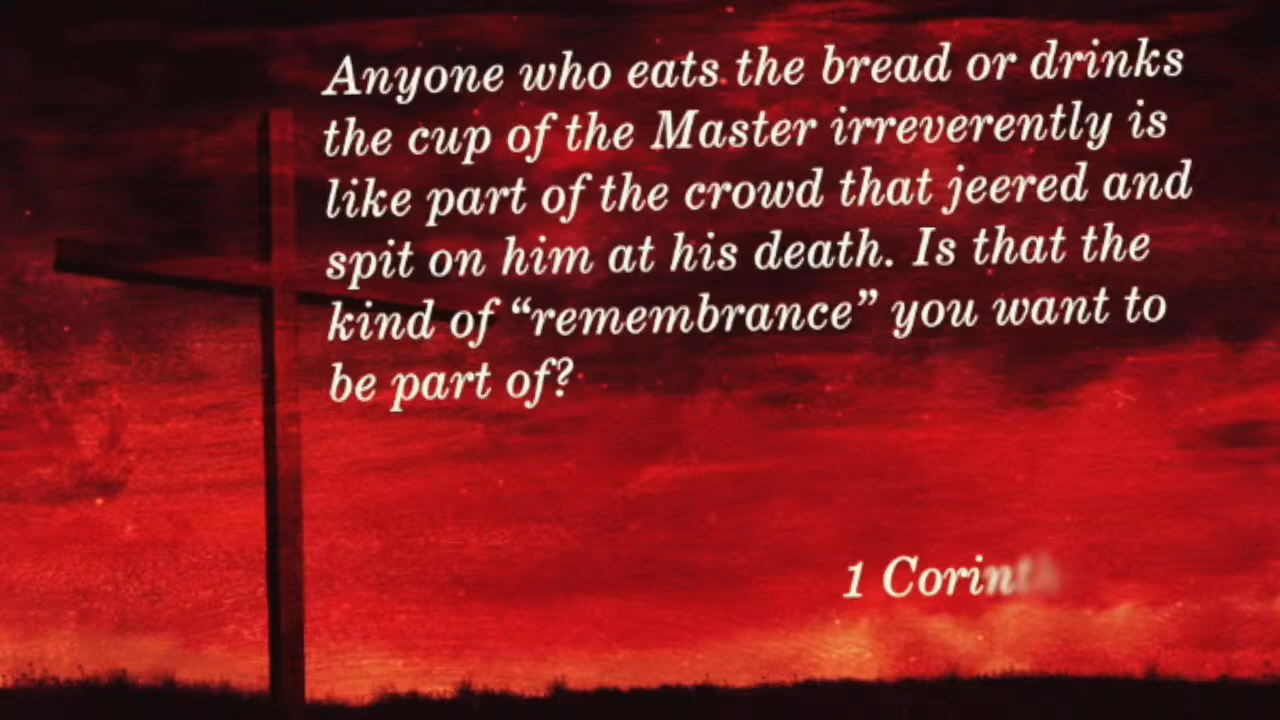 Anyone who eats the bread or drinks
the cup of the Master irreverently is
like part of the crowd that jeered and
spit on him at his death. Is that the
kind of “remembrance” you want to
be part of?
1 Corinth